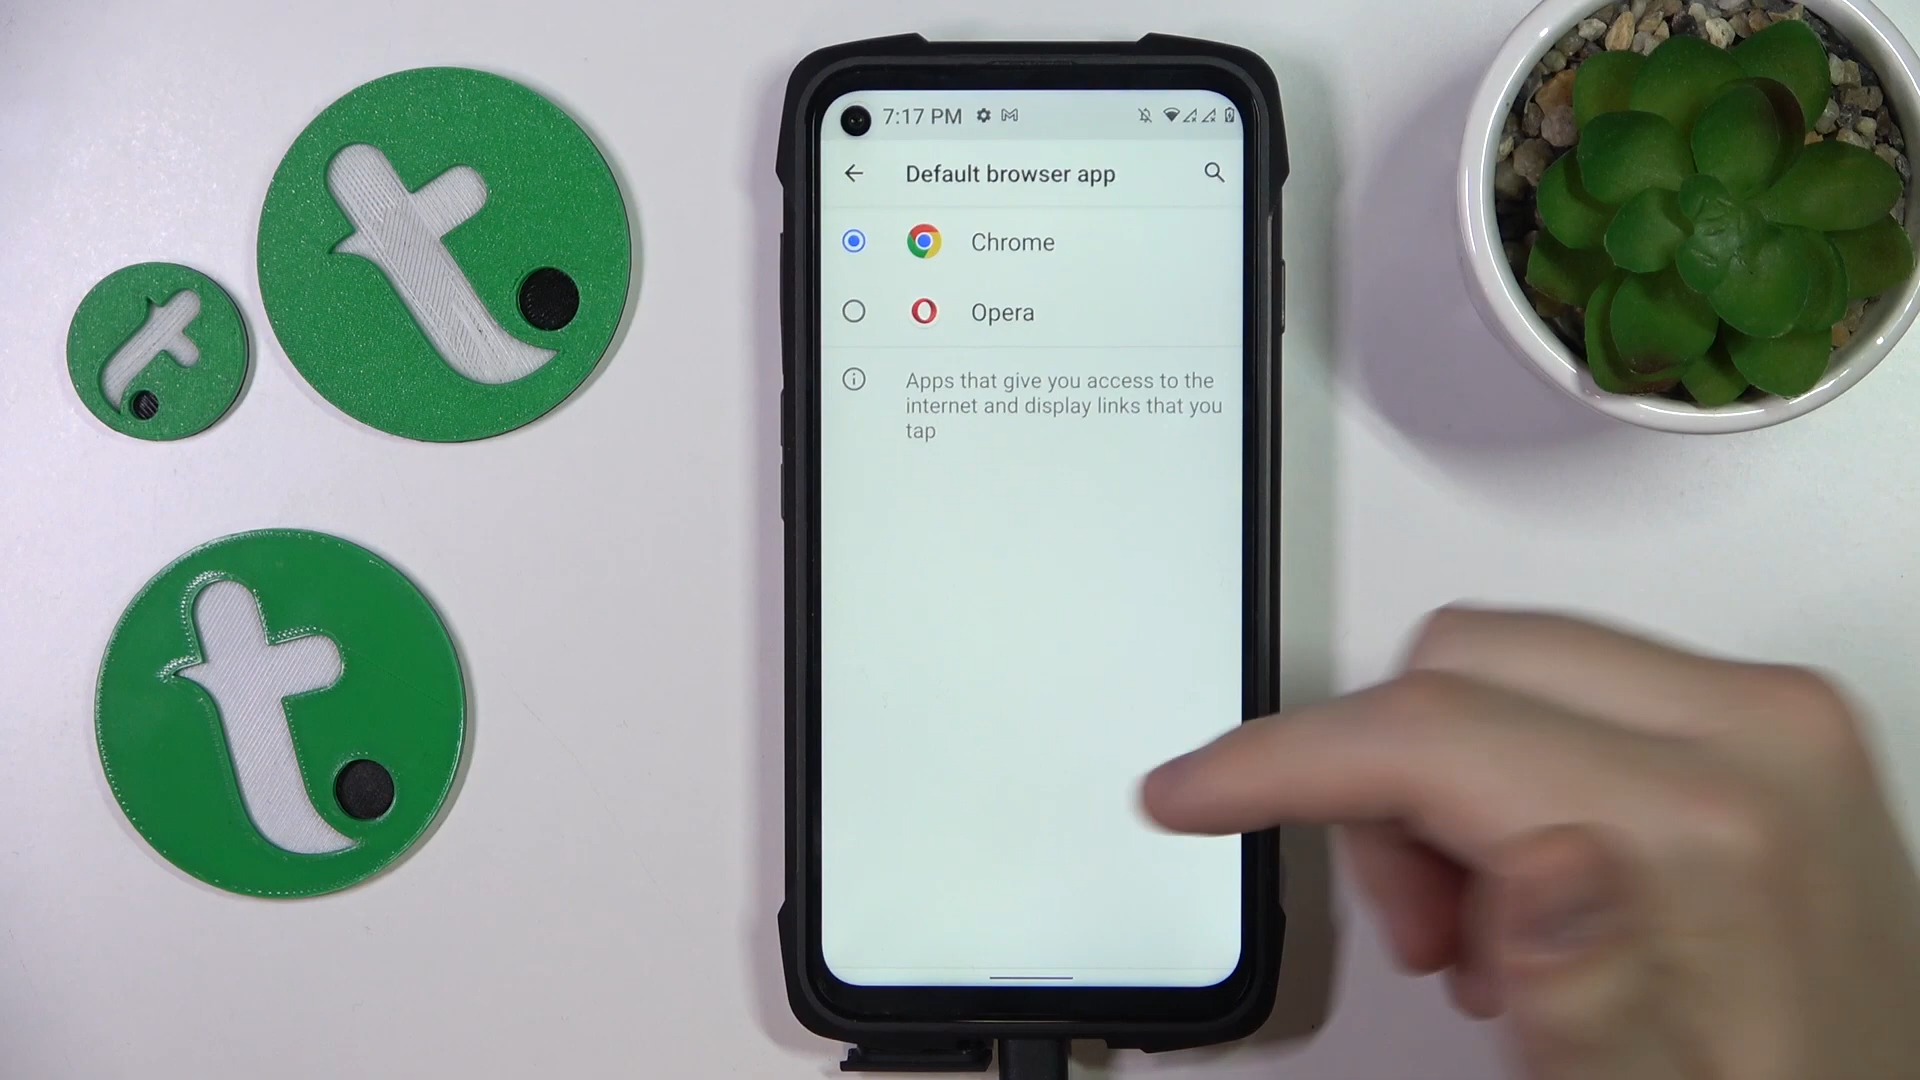 7:17 PM
Default browser app
Chrome
Opera
Apps that give you access to the
internet and display links that you
tap
t
t
t